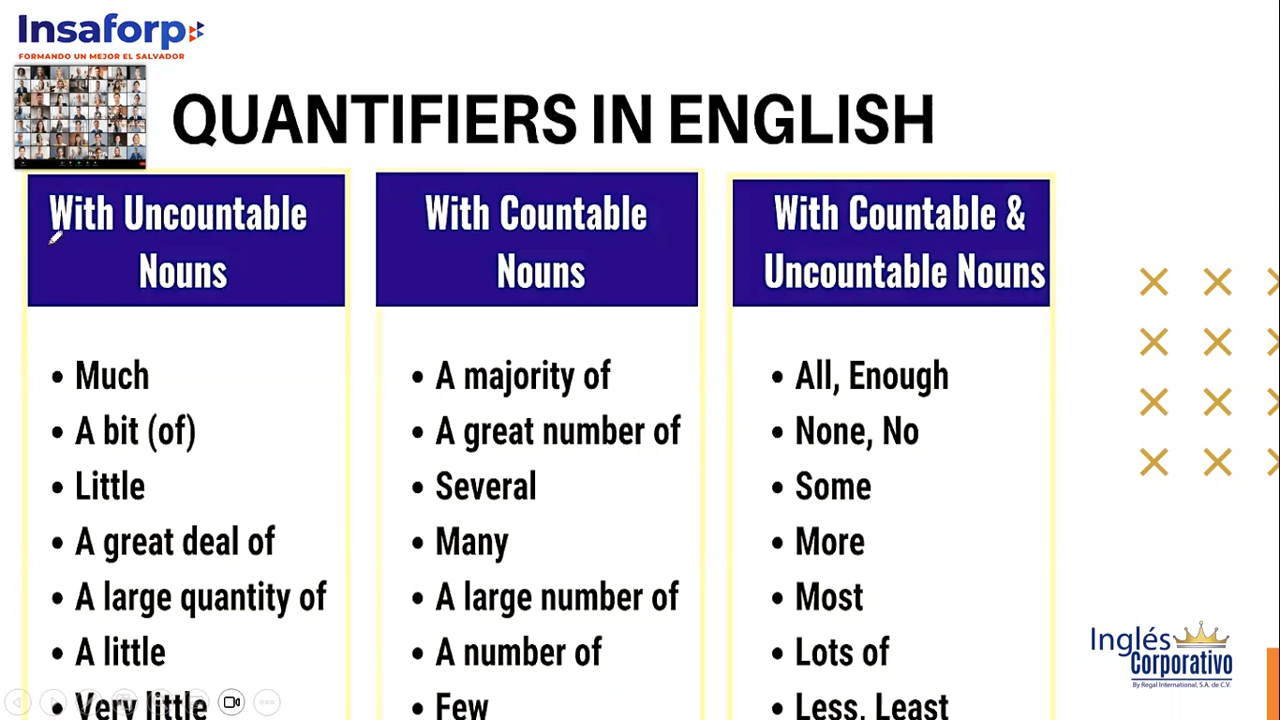 Insaforp
FORMANDO UN MEJOR EL SALVADOR
QUANTIFIERS IN ENGLISH
With Uncountable
Nouns
• Much
• A bit (of)
• Little
• A great deal of
• A large quantity of
• A little
• Very little
With Countable
Nouns
• A majority of
• A great number of
• Several
• Many
• A large number of
• A number of
• Few
With Countable &
Uncountable Nouns
• All, Enough
• None, No
• Some
• More
• Most
• Lots of
• Less, Least
Inglés
Corporativo
By Regal International, S.A. de C.V.